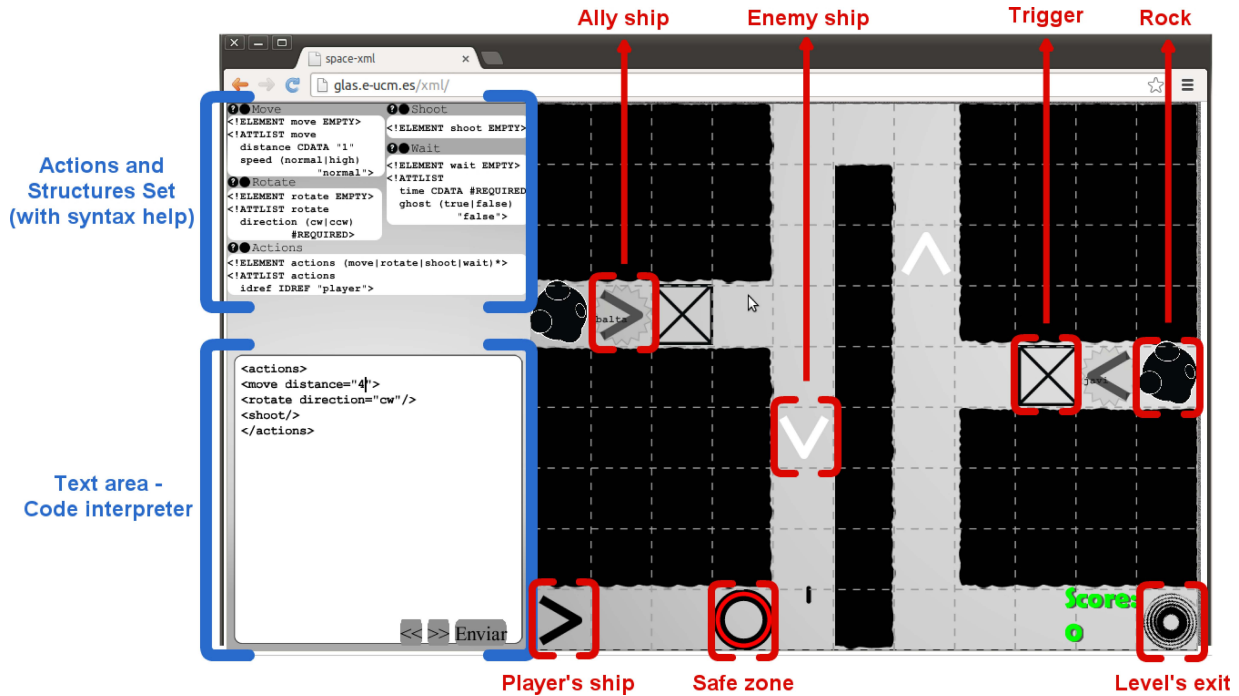 Ally ship
Enemy ship
Trigger
Rock
space-xml
glas.e-ucm.es/xml/
Actions and
Structures Set
(with syntax help)
Move
<!ELEMENT move EMPTY>
<!ATTLIST move
distance CDATA "1"
speed (normal|high)
"normal">
Rotate
<!ELEMENT rotate EMPTY>
<!ATTLIST rotate
direction (cw|ccw)
#REQUIRED>
Shoot
<!ELEMENT shoot EMPTY>
Wait
<!ELEMENT wait EMPTY>
<!ATTLIST
time CDATA #REQUIRED
ghost (true|false)
"false">
Actions
<!ELEMENT actions (move|rotate|shoot|wait)*>
<!ATTLIST actions
idref IDREF "player">
balta
javi
Text area -
Code interpreter
<actions>
<move distance="4">
<rotate direction="cw"/>
<shoot/>
</actions>
<< >> Enviar
Score:
0
Player's ship
Safe zone
Level's exit